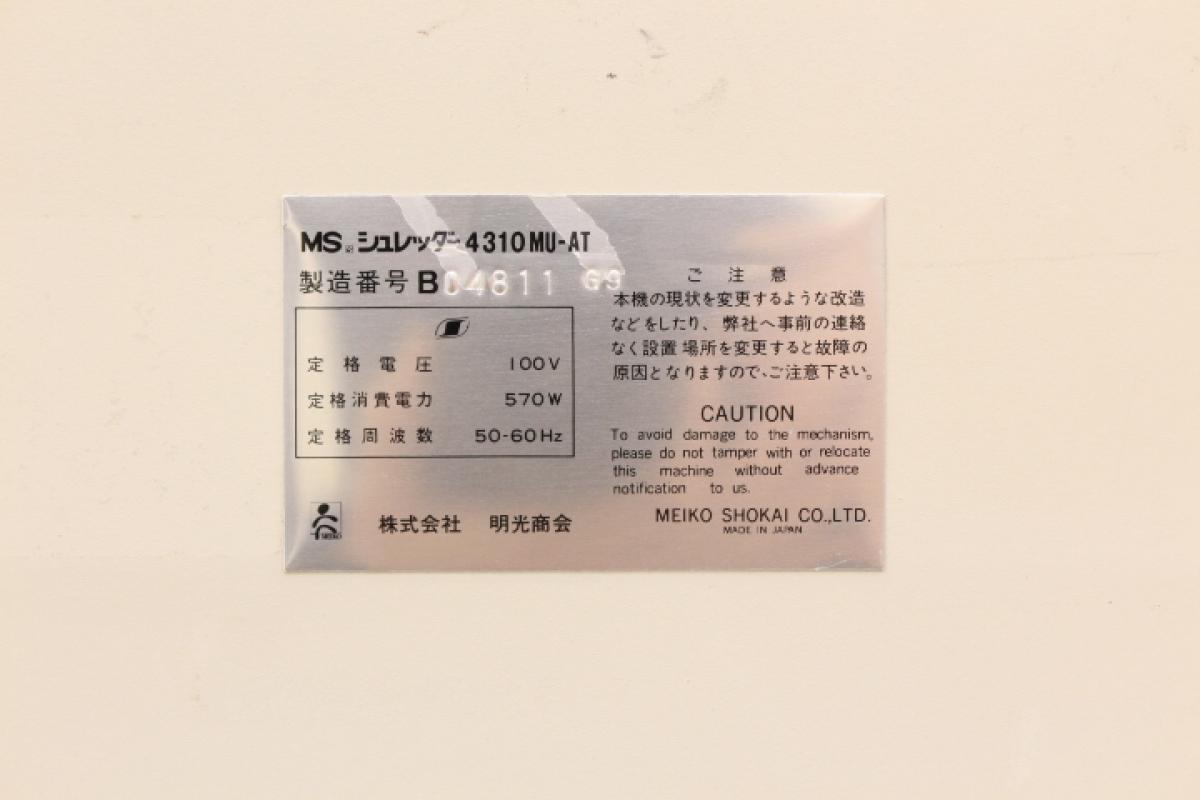 MSシュレッダー 4310MU-AT
製造番号 B 04811 G9
定格電圧 100V
定格消費電力 570W
定格周波数 50-60Hz
MEIKO
株式会社 明光商会
ご注意
本機の現状を変更するような改造
などをしたり、弊社へ事前の連絡
なく設置場所を変更すると故障の
原因となりますので、ご注意下さい。
CAUTION
To avoid damage to the mechanism,
please do not tamper with or relocate
this machine without advance
notification to us.
MEIKO SHOKAI CO.,LTD.
MADE IN JAPAN